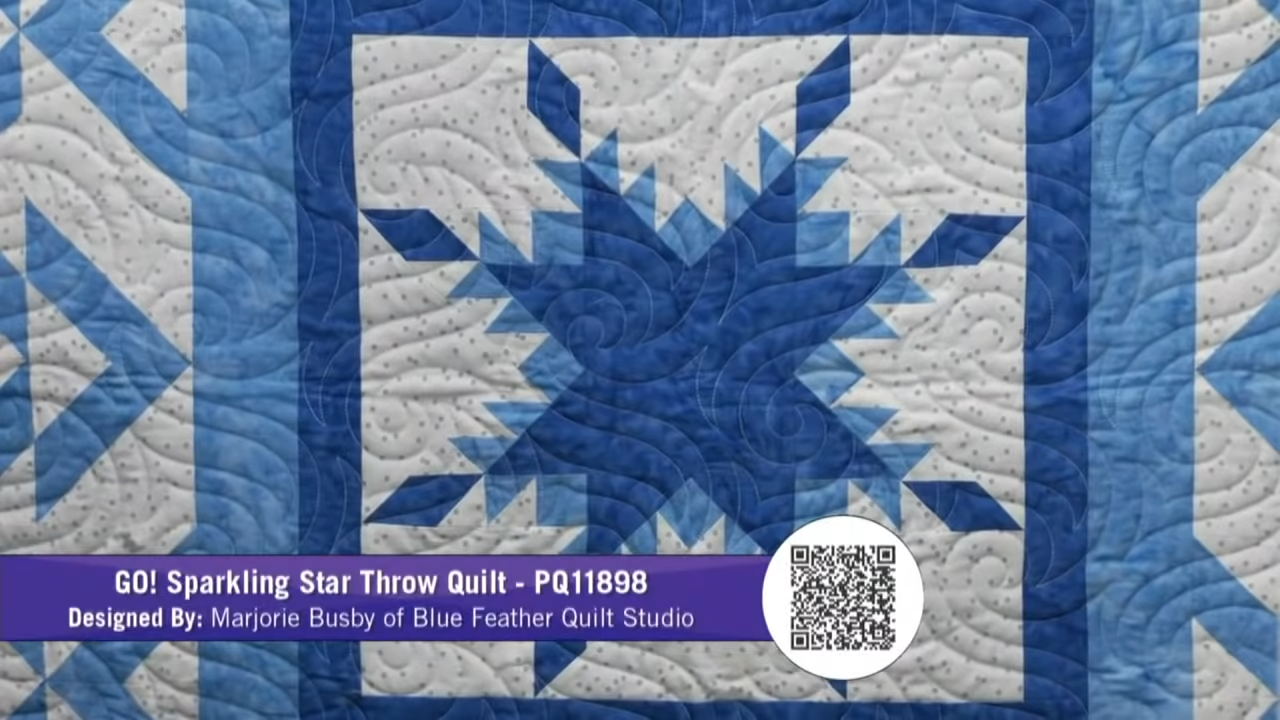 GO! Sparkling Star Throw Quilt - PQ11898
Designed By: Marjorie Busby of Blue Feather Quilt Studio